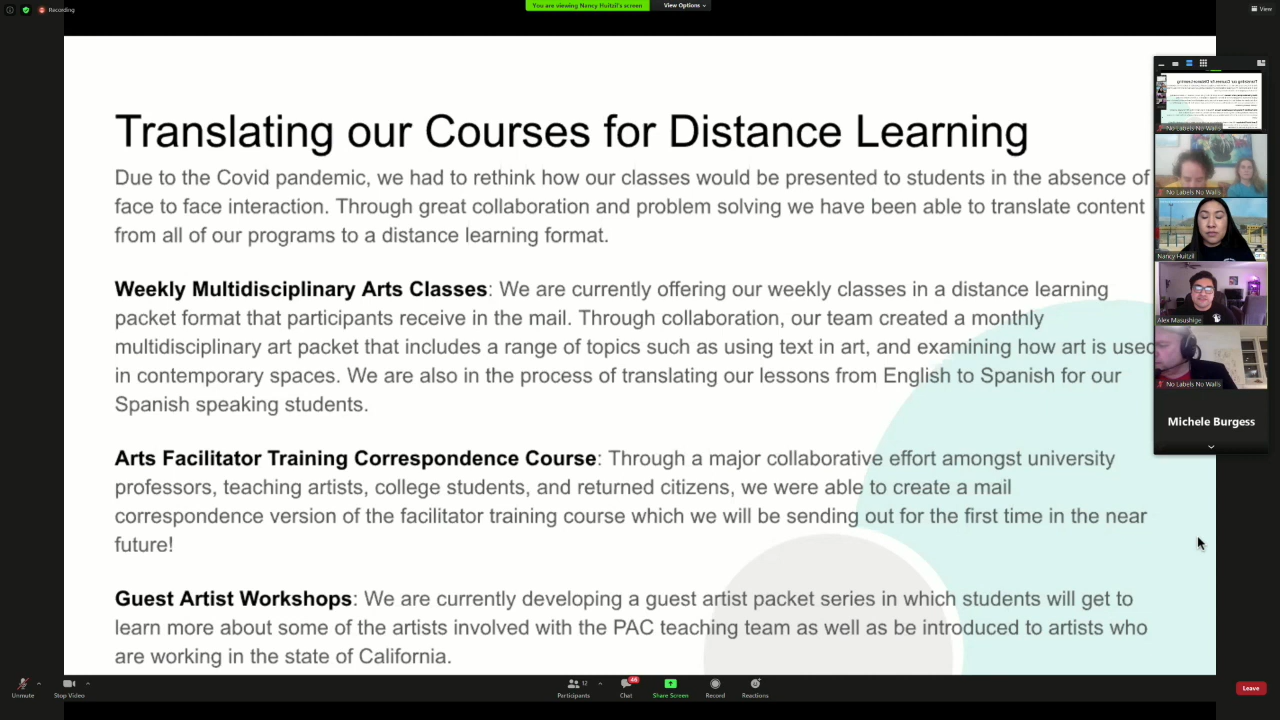 Recording
You are viewing Nancy Huitzil's screen
View Options
View
Translating our Courses for Distance Learning
Due to the Covid pandemic, we had to rethink how our classes would be presented to students in the absence of
face to face interaction. Through great collaboration and problem solving we have been able to translate content
from all of our programs to a distance learning format.
Weekly Multidisciplinary Arts Classes: We are currently offering our weekly classes in a distance learning
packet format that participants receive in the mail. Through collaboration, our team created a monthly
multidisciplinary art packet that includes a range of topics such as using text in art, and examining how art is used
in contemporary spaces. We are also in the process of translating our lessons from English to Spanish for our
Spanish speaking students.
Arts Facilitator Training Correspondence Course: Through a major collaborative effort amongst university
professors, teaching artists, college students, and returned citizens, we were able to create a mail
correspondence version of the facilitator training course which we will be sending out for the first time in the near
future!
Guest Artist Workshops: We are currently developing a guest artist packet series in which students will get to
learn more about some of the artists involved with the PAC teaching team as well as be introduced to artists who
are working in the state of California.
No Labels No Walls
No Labels No Walls
Nancy Huitzil
Alex Masushige
No Labels No Walls
Michele Burgess
Unmute
Stop Video
12
Participants
46
Chat
Share Screen
Record
Reactions
Leave